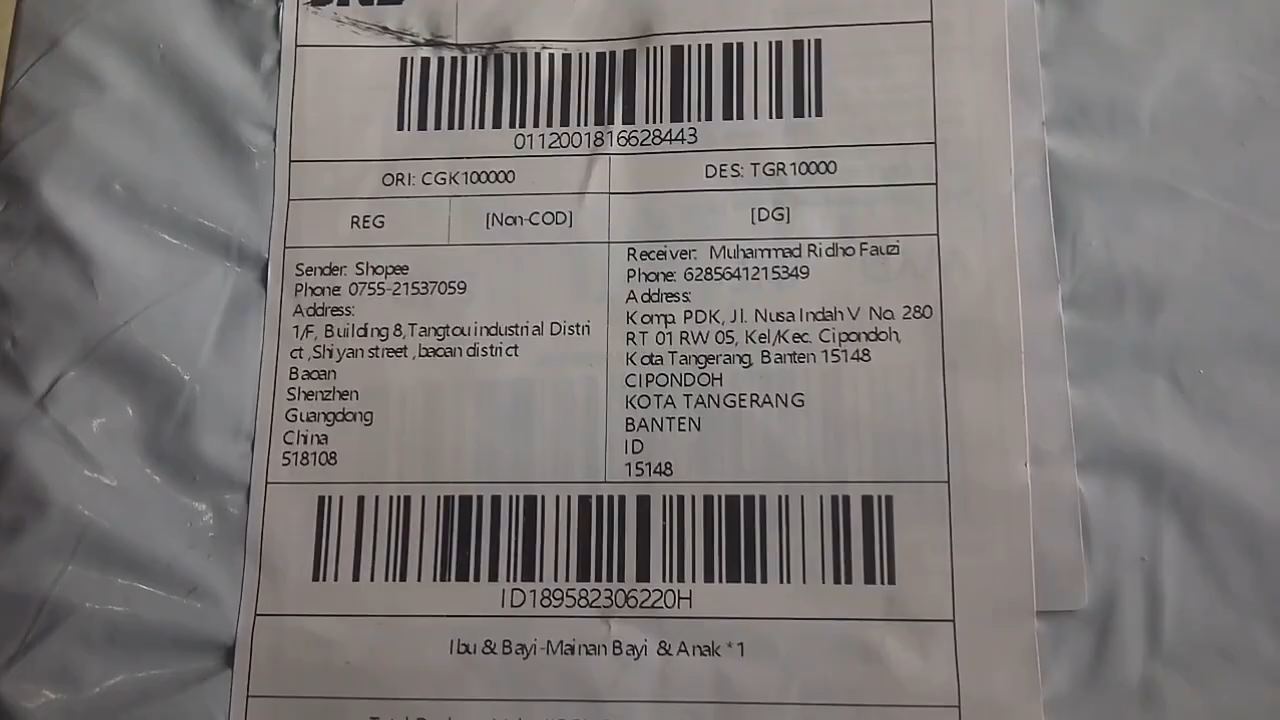 0112001816628443
ORI: CGK100000
DES: TGR10000
REG
[Non-COD]
[DG]
Sender: Shopee
Phone: 0755-21537059
Address:
1/F, Building 8,Tangtou industrial Distri
ct ,Shiyan street ,baoan district
Baoan
Shenzhen
Guangdong
China
518108
Receiver: Muhammad Ridho Fauzi
Phone: 6285641215349
Address:
Komp. PDK, Jl. Nusa Indah V No. 280
RT 01 RW 05, Kel/Kec. Cipondoh,
Kota Tangerang, Banten 15148
CIPONDOH
KOTA TANGERANG
BANTEN
ID
15148
ID189582306220H
Ibu & Bayi-Mainan Bayi & Anak *1